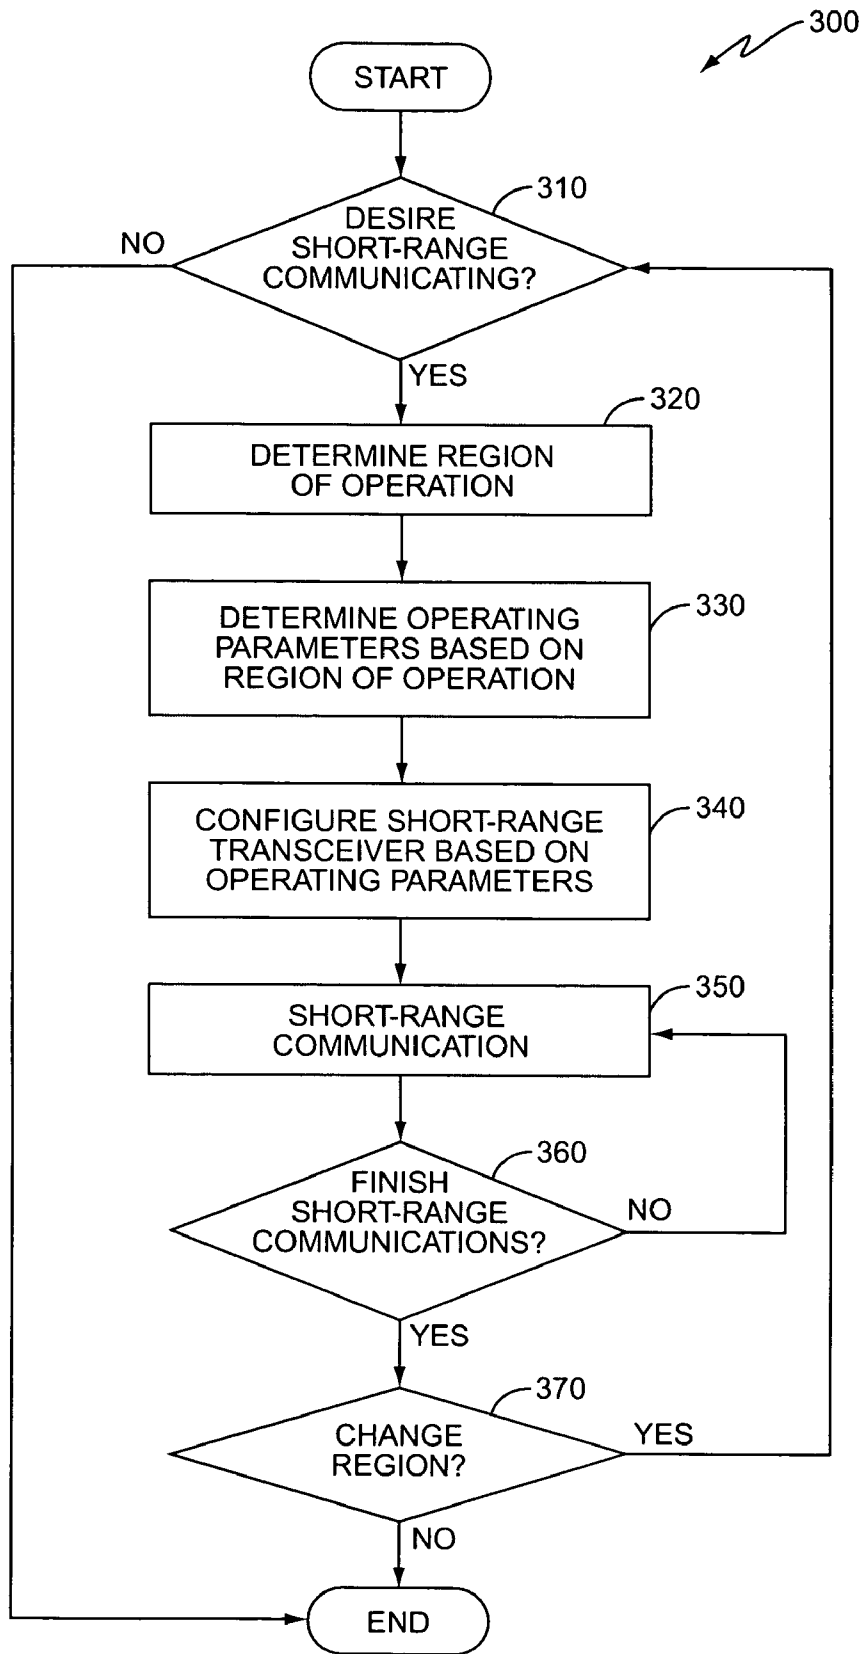 300
START
310
DESIRE
SHORT-RANGE
COMMUNICATING?
NO
YES
320
DETERMINE REGION
OF OPERATION
330
DETERMINE OPERATING
PARAMETERS BASED ON
REGION OF OPERATION
340
CONFIGURE SHORT-RANGE
TRANSCEIVER BASED ON
OPERATING PARAMETERS
350
SHORT-RANGE
COMMUNICATION
360
FINISH
SHORT-RANGE
COMMUNICATIONS?
NO
YES
370
CHANGE
REGION?
YES
NO
END